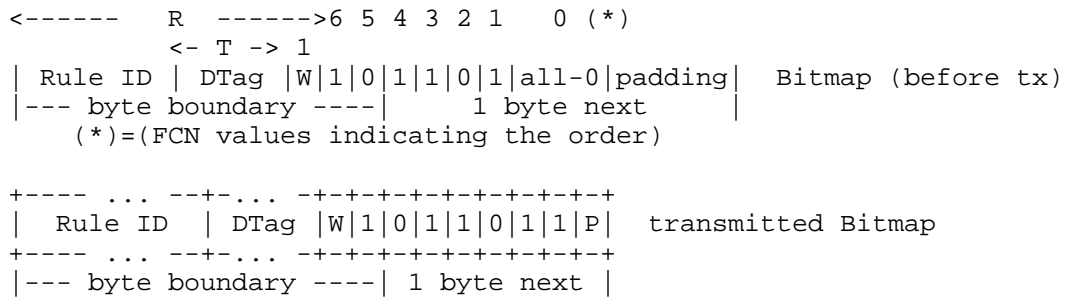 <------   R  ------>6 5 4 3 2 1   0 (*)
          <- T -> 1
| Rule ID | DTag |W|1|0|1|1|0|1|all-0|padding|  Bitmap (before tx)
|--- byte boundary ----|    1 byte next     |
    (*)=(FCN values indicating the order)
+---- ... --+-... -+-+-+-+-+-+-+-+-+
|  Rule ID  | DTag |W|1|0|1|1|0|1|1|P|  transmitted Bitmap
+---- ... --+-... -+-+-+-+-+-+-+-+-+
|--- byte boundary ----| 1 byte next |